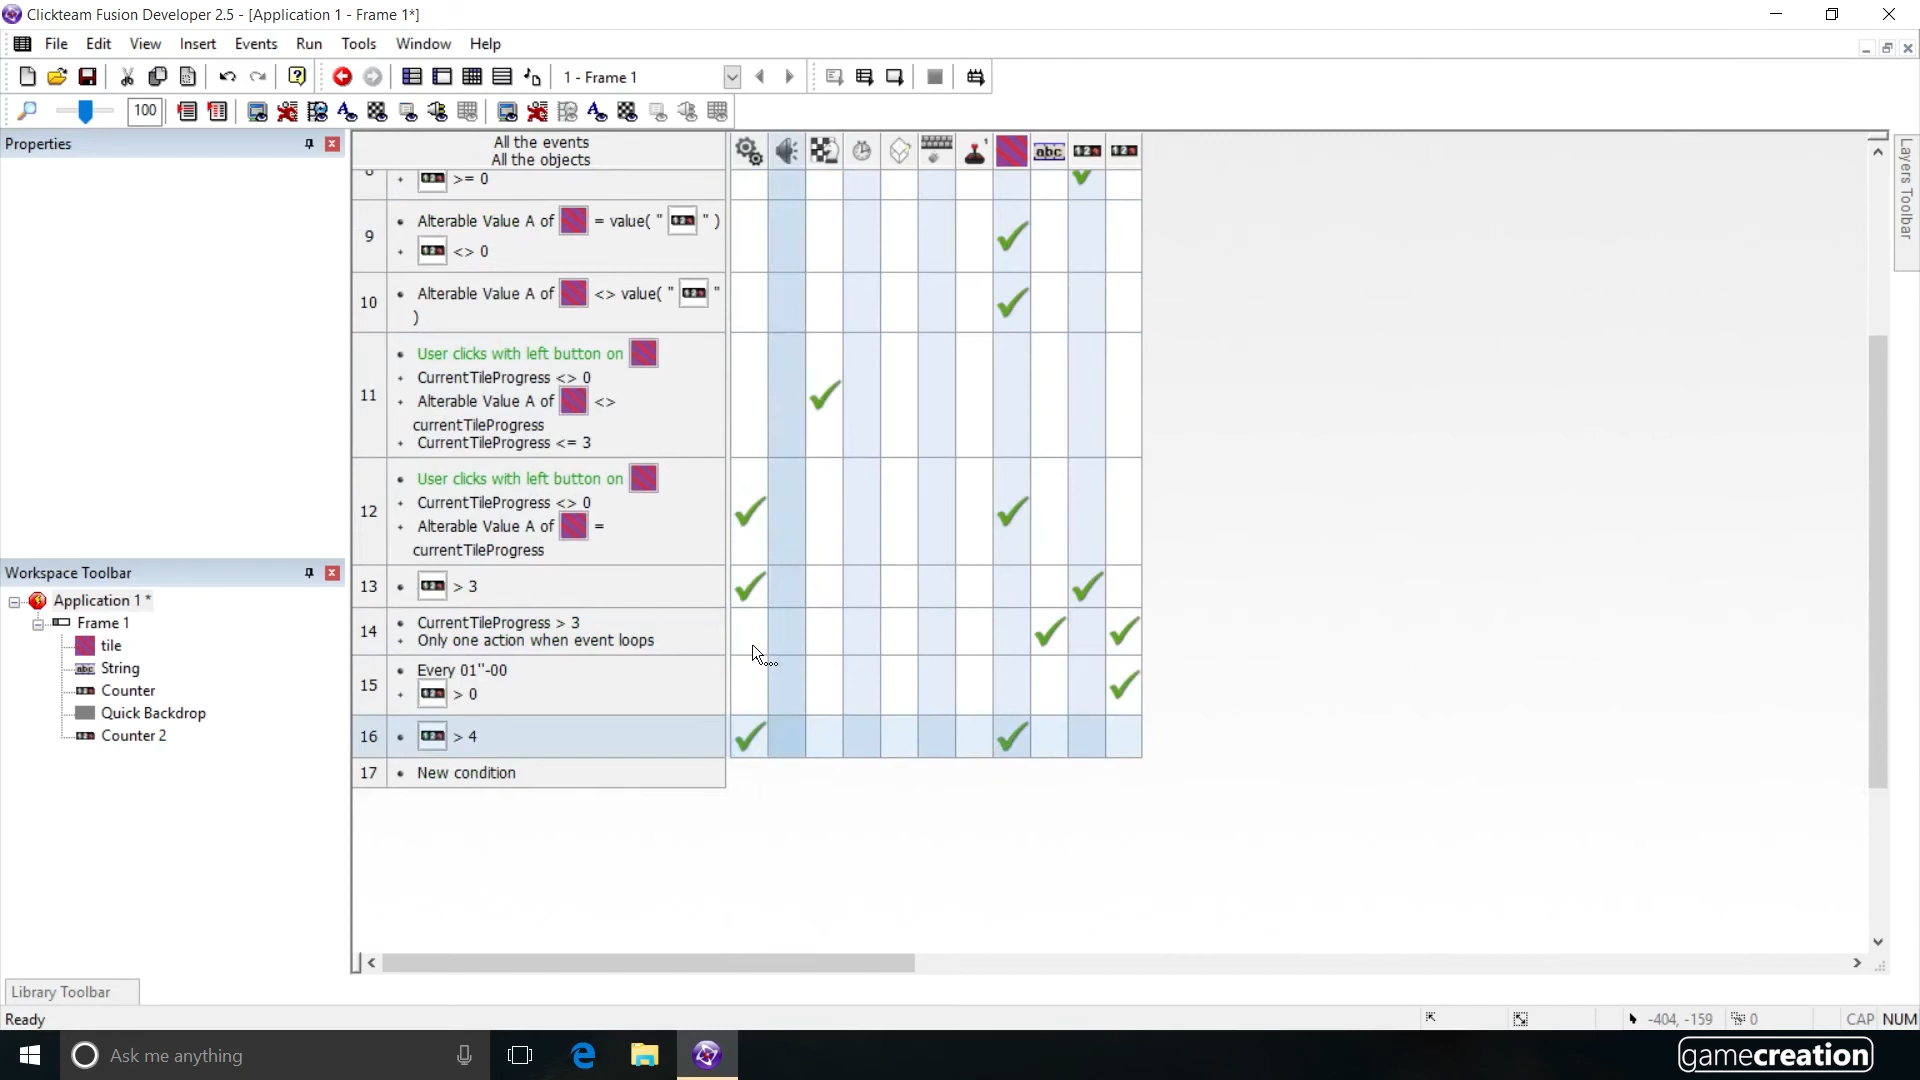 Clickteam Fusion Developer 2.5 - [Application 1 - Frame 1*]
File Edit View Insert Events Run Tools Window Help
1 - Frame 1
100
Properties
All the events
All the objects
>= 0
9 Alterable Value A of = value( " " )
<> 0
10 Alterable Value A of <> value( " "
)
11 User clicks with left button on
CurrentTileProgress <> 0
Alterable Value A of <>
currentTileProgress
CurrentTileProgress <= 3
12 User clicks with left button on
CurrentTileProgress <> 0
Alterable Value A of =
currentTileProgress
13 > 3
14 CurrentTileProgress > 3
Only one action when event loops
15 Every 01"-00
> 0
16 > 4
17 New condition
abc
Layers Toolbar
Workspace Toolbar
Application 1 *
Frame 1
tile
String
Counter
Quick Backdrop
Counter 2
Library Toolbar
Ready
-404, -159
0
CAP NUM
Ask me anything
gamecreation